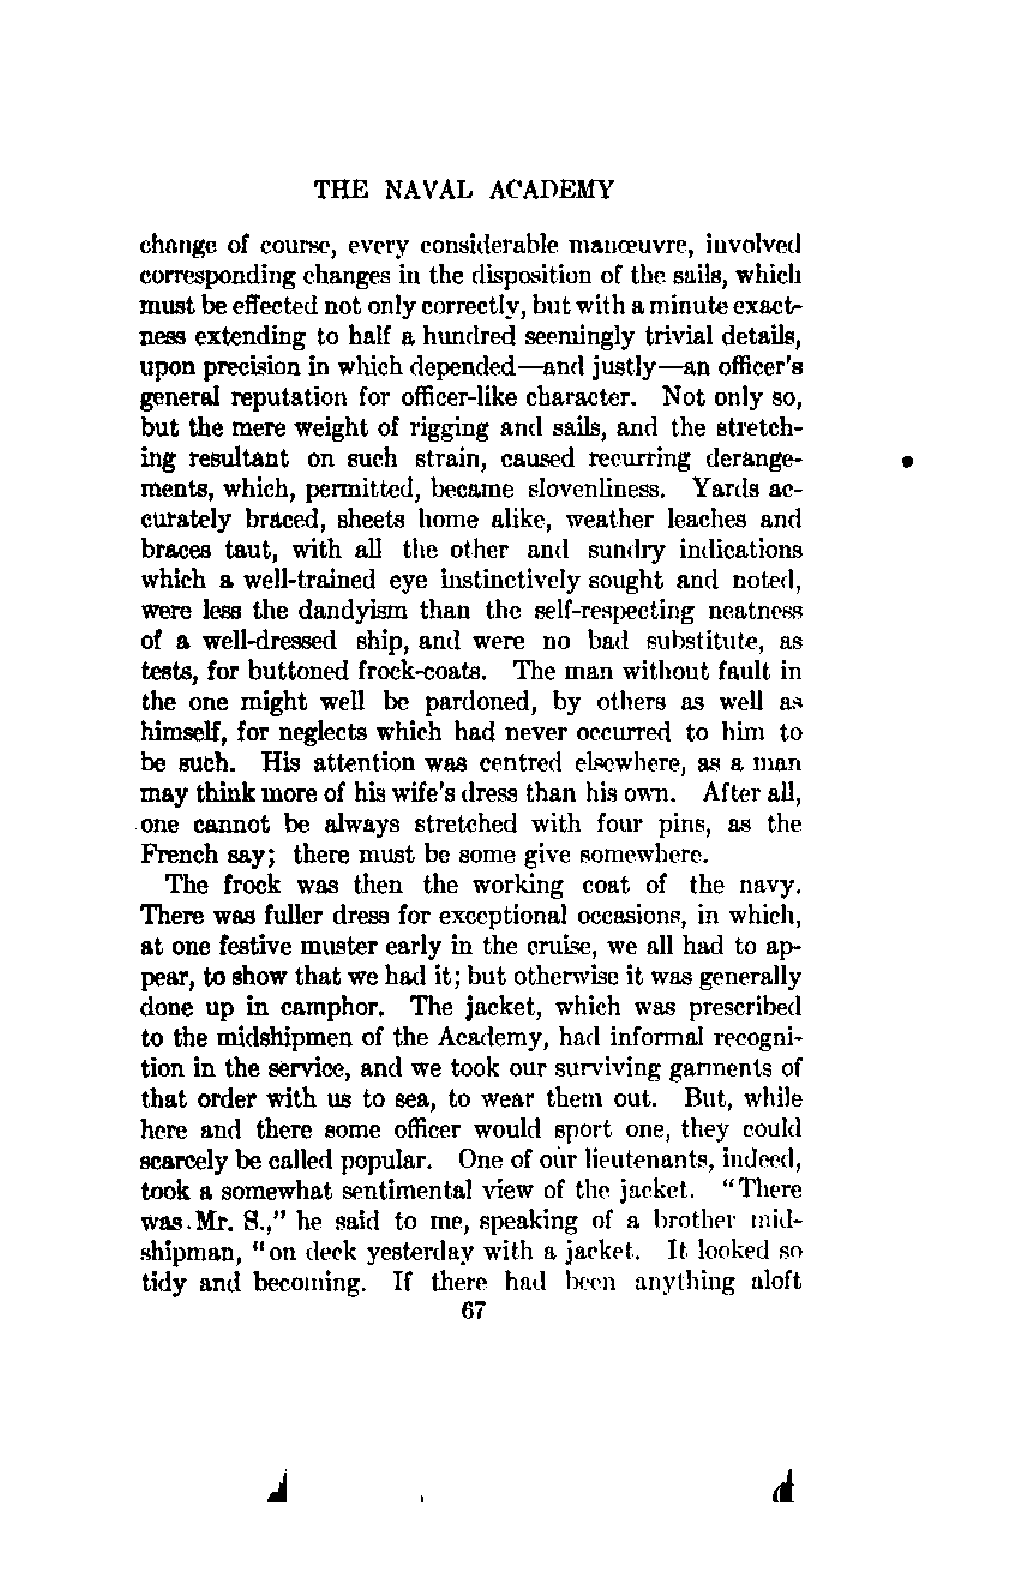 THE NAVAL ACADEMY
change of course, every considerable manœuvre, involved
corresponding changes in the disposition of the sails, which
must be effected not only correctly, but with a minute exact-
ness extending to half a hundred seemingly trivial details,
upon precision in which depended—and justly—an officer's
general reputation for officer-like character. Not only so,
but the mere weight of rigging and sails, and the stretch-
ing resultant on such strain, caused recurring derange-
ments, which, permitted, became slovenliness. Yards ac-
curately braced, sheets home alike, weather leaches and
braces taut, with all the other and sundry indications
which a well-trained eye instinctively sought and noted,
were less the dandyism than the self-respecting neatness
of a well-dressed ship, and were no bad substitute, as
tests, for buttoned frock-coats. The man without fault in
the one might well be pardoned, by others as well as
himself, for neglects which had never occurred to him to
be such. His attention was centred elsewhere, as a man
may think more of his wife's dress than his own. After all,
one cannot be always stretched with four pins, as the
French say; there must be some give somewhere.
The frock was then the working coat of the navy.
There was fuller dress for exceptional occasions, in which,
at one festive muster early in the cruise, we all had to ap-
pear, to show that we had it; but otherwise it was generally
done up in camphor. The jacket, which was prescribed
to the midshipmen of the Academy, had informal recogni-
tion in the service, and we took our surviving garments of
that order with us to sea, to wear them out. But, while
here and there some officer would sport one, they could
scarcely be called popular. One of our lieutenants, indeed,
took a somewhat sentimental view of the jacket. "There
was Mr. S.," he said to me, speaking of a brother mid-
shipman, "on deck yesterday with a jacket. It looked so
tidy and becoming. If there had been anything aloft
67